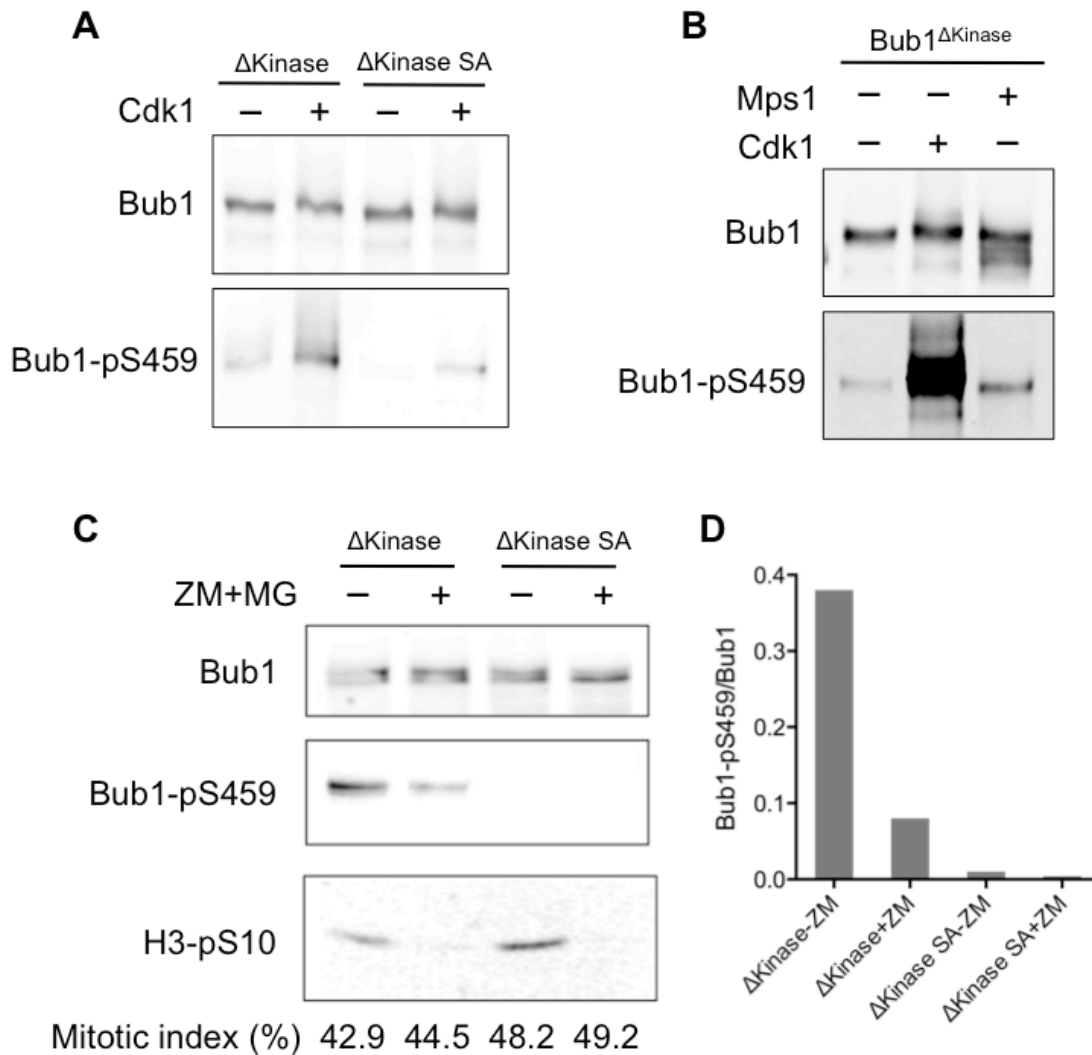 A
ΔKinase ΔKinase SA
Cdk1 – + – +
Bub1
Bub1-pS459
B
Bub1ΔKinase
Mps1 – – +
Cdk1 – + –
Bub1
Bub1-pS459
C
ΔKinase ΔKinase SA
ZM+MG – + – +
Bub1
Bub1-pS459
H3-pS10
Mitotic index (%) 42.9 44.5 48.2 49.2
D
Bub1-pS459/Bub1
0.4
0.3
0.2
0.1
0.0
ΔKinase-ZM
ΔKinase+ZM
ΔKinase SA-ZM
ΔKinase SA+ZM